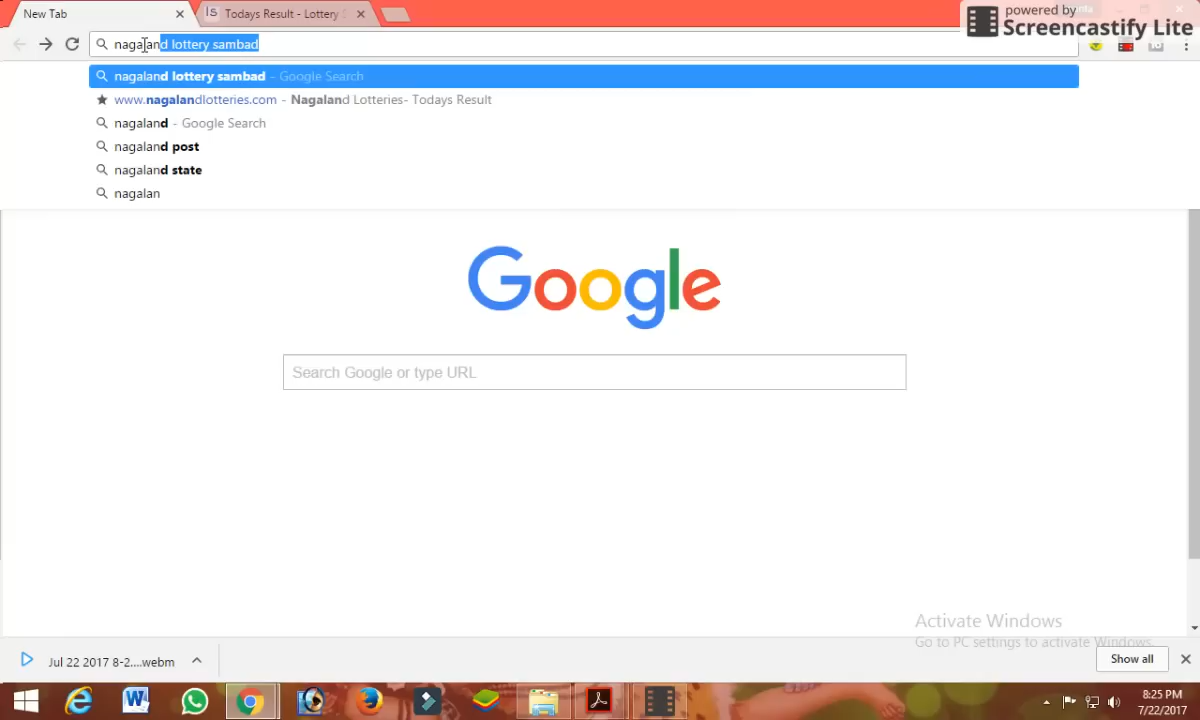 New Tab
Todays Result - Lottery S
powered by
Screencastify Lite
nagaland lottery sambad
nagaland lottery sambad - Google Search
www.nagalandlotteries.com - Nagaland Lotteries- Todays Result
nagaland - Google Search
nagaland post
nagaland state
nagalan
Google
Search Google or type URL
Activate Windows
Go to PC settings to activate Windows.
Jul 22 2017 8-2....webm
Show all
8:25 PM
7/22/2017